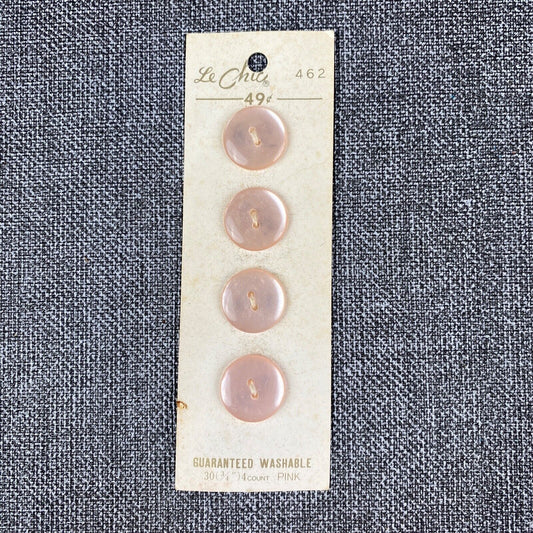 Le Chic 462
49¢
GUARANTEED WASHABLE
30 (3/4") 4 COUNT PINK